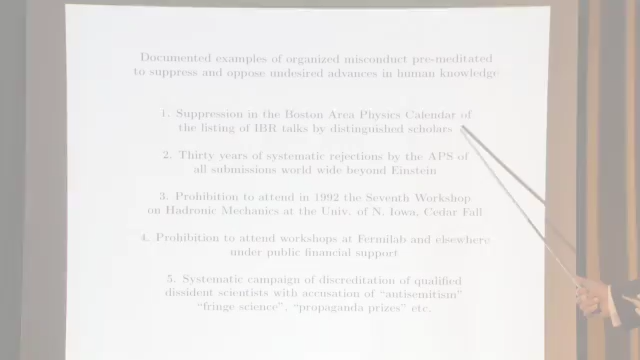 Documented examples of organized misconduct pre-meditated
to suppress and oppose undesired advances in human knowledge
1. Suppression in the Boston Area Physics Calendar of
the listing of IBR talks by distinguished scholars
2. Thirty years of systematic rejections by the APS of
all submissions world wide beyond Einstein
3. Prohibition to attend in 1992 the Seventh Workshop
on Hadronic Mechanics at the Univ. of N. Iowa, Cedar Fall
4. Prohibition to attend workshops at Fermilab and elsewhere
under public financial support
5. Systematic campaign of discreditation of qualified
dissident scientists with accusation of “antisemitism”
“fringe science”, “propaganda prizes” etc.